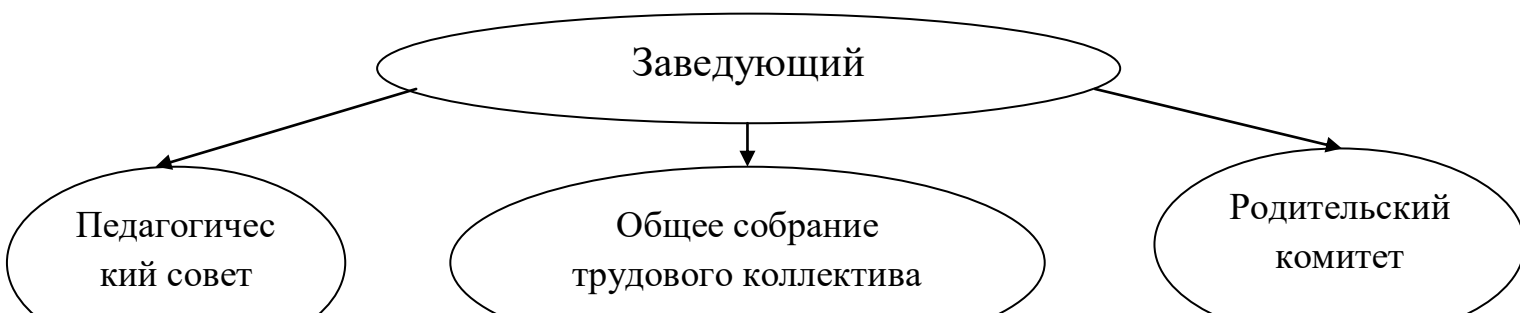 Заведующий
Педагогичес
кий совет
Общее собрание
трудового коллектива
Родительский
комитет